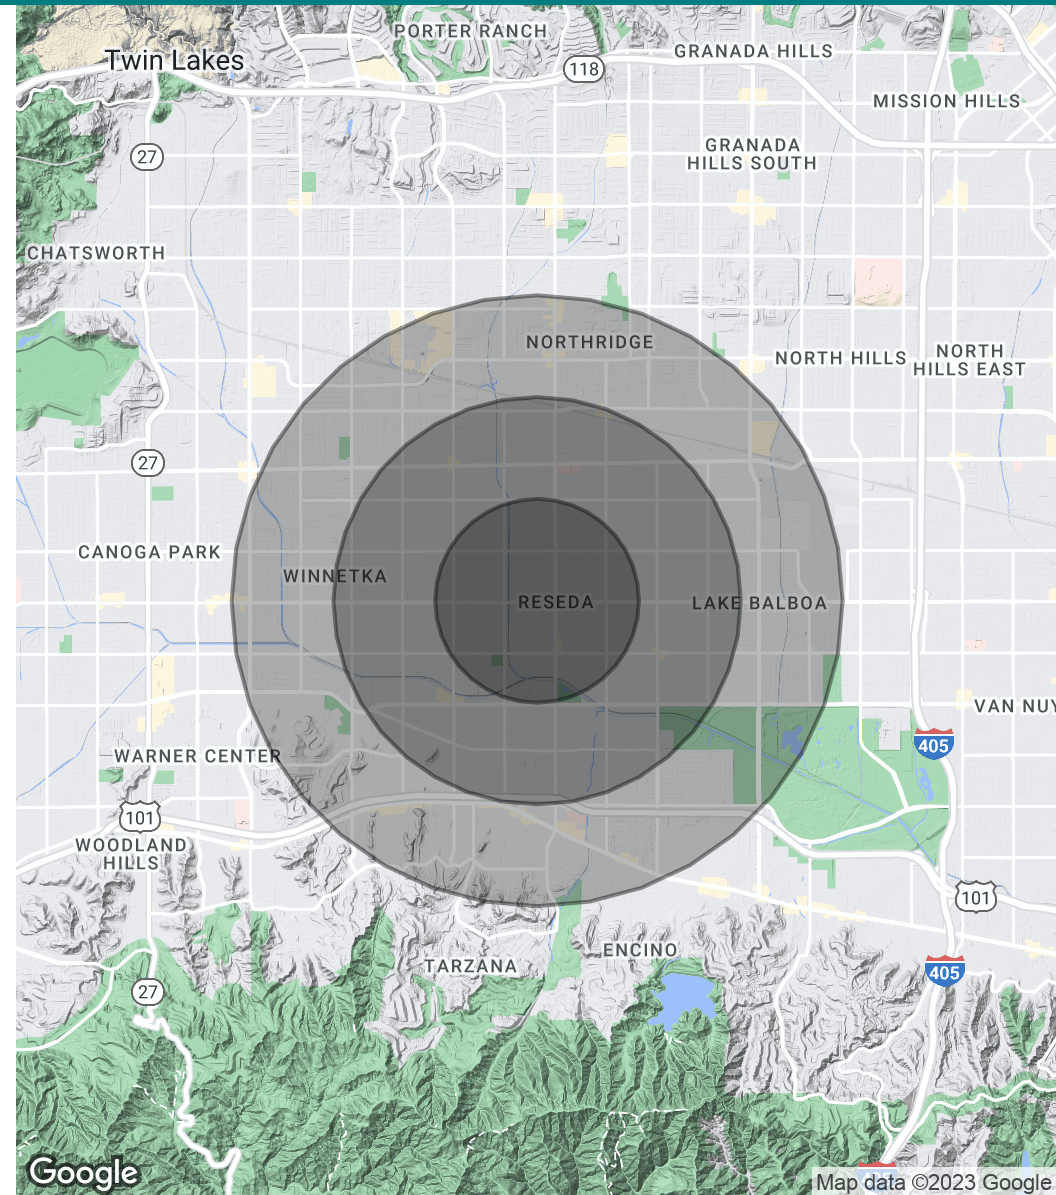 PORTER RANCH
GRANADA HILLS
Twin Lakes
118
MISSION HILLS
27
GRANADA
HILLS SOUTH
CHATSWORTH
NORTHRIDGE
NORTH HILLS
NORTH
HILLS EAST
27
CANOGA PARK
WINNETKA
RESEDA
LAKE BALBOA
VAN NUY
405
WARNER CENTER
101
WOODLAND
HILLS
101
ENCINO
TARZANA
405
27
Google
Map data ©2023 Google